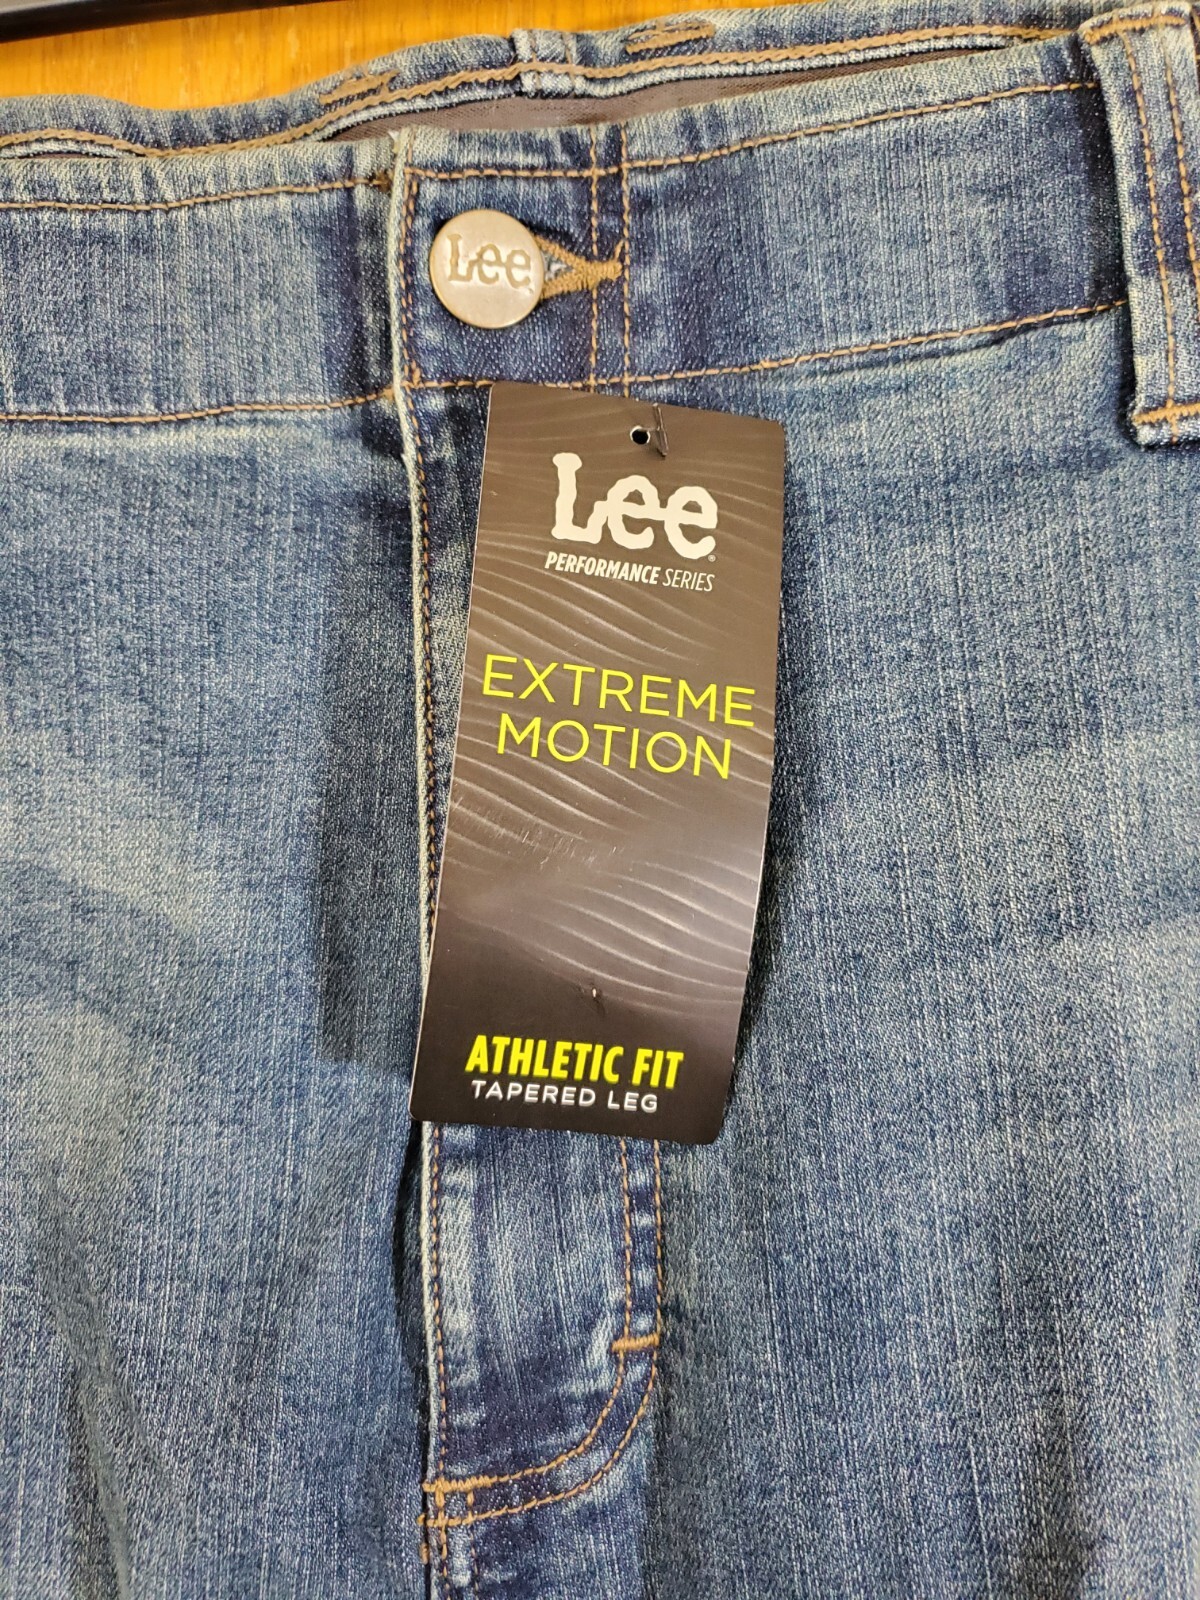 Lee
Lee®
PERFORMANCE SERIES
EXTREME
MOTION
ATHLETIC FIT
TAPERED LEG